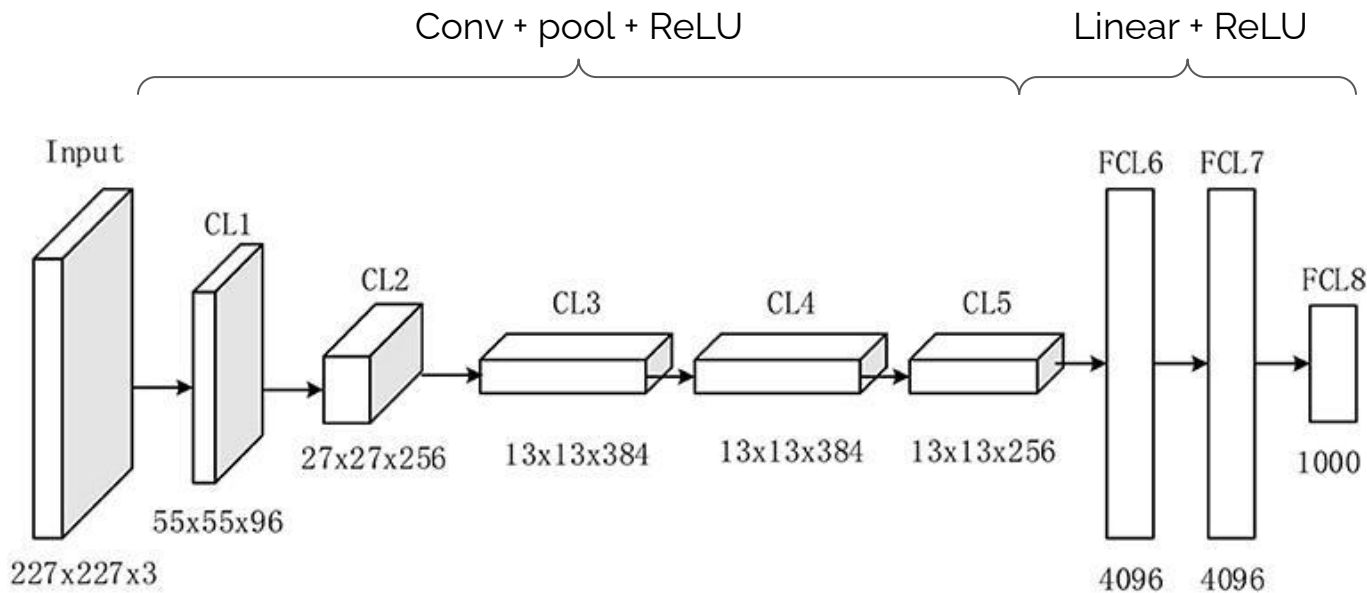 Conv + pool + ReLU
Linear + ReLU
Input
CL1
CL2
CL3
CL4
CL5
FCL6
FCL7
FCL8
227x227x3
55x55x96
27x27x256
13x13x384
13x13x384
13x13x256
4096
4096
1000